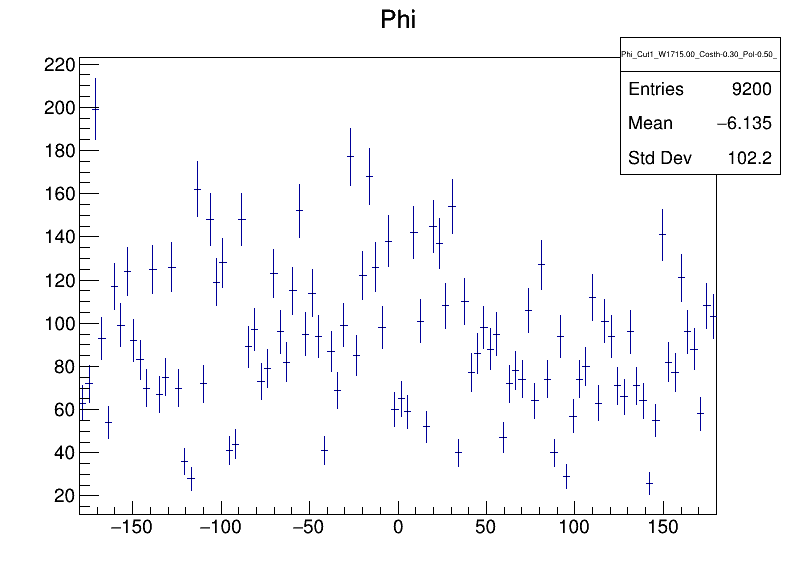 Phi
Phi_Cut1_W1715.00_Costh-0.30_Pol-0.50_
Entries 9200
Mean −6.135
Std Dev 102.2
220
200
180
160
140
120
100
80
60
40
20
−150 −100 −50 0 50 100 150